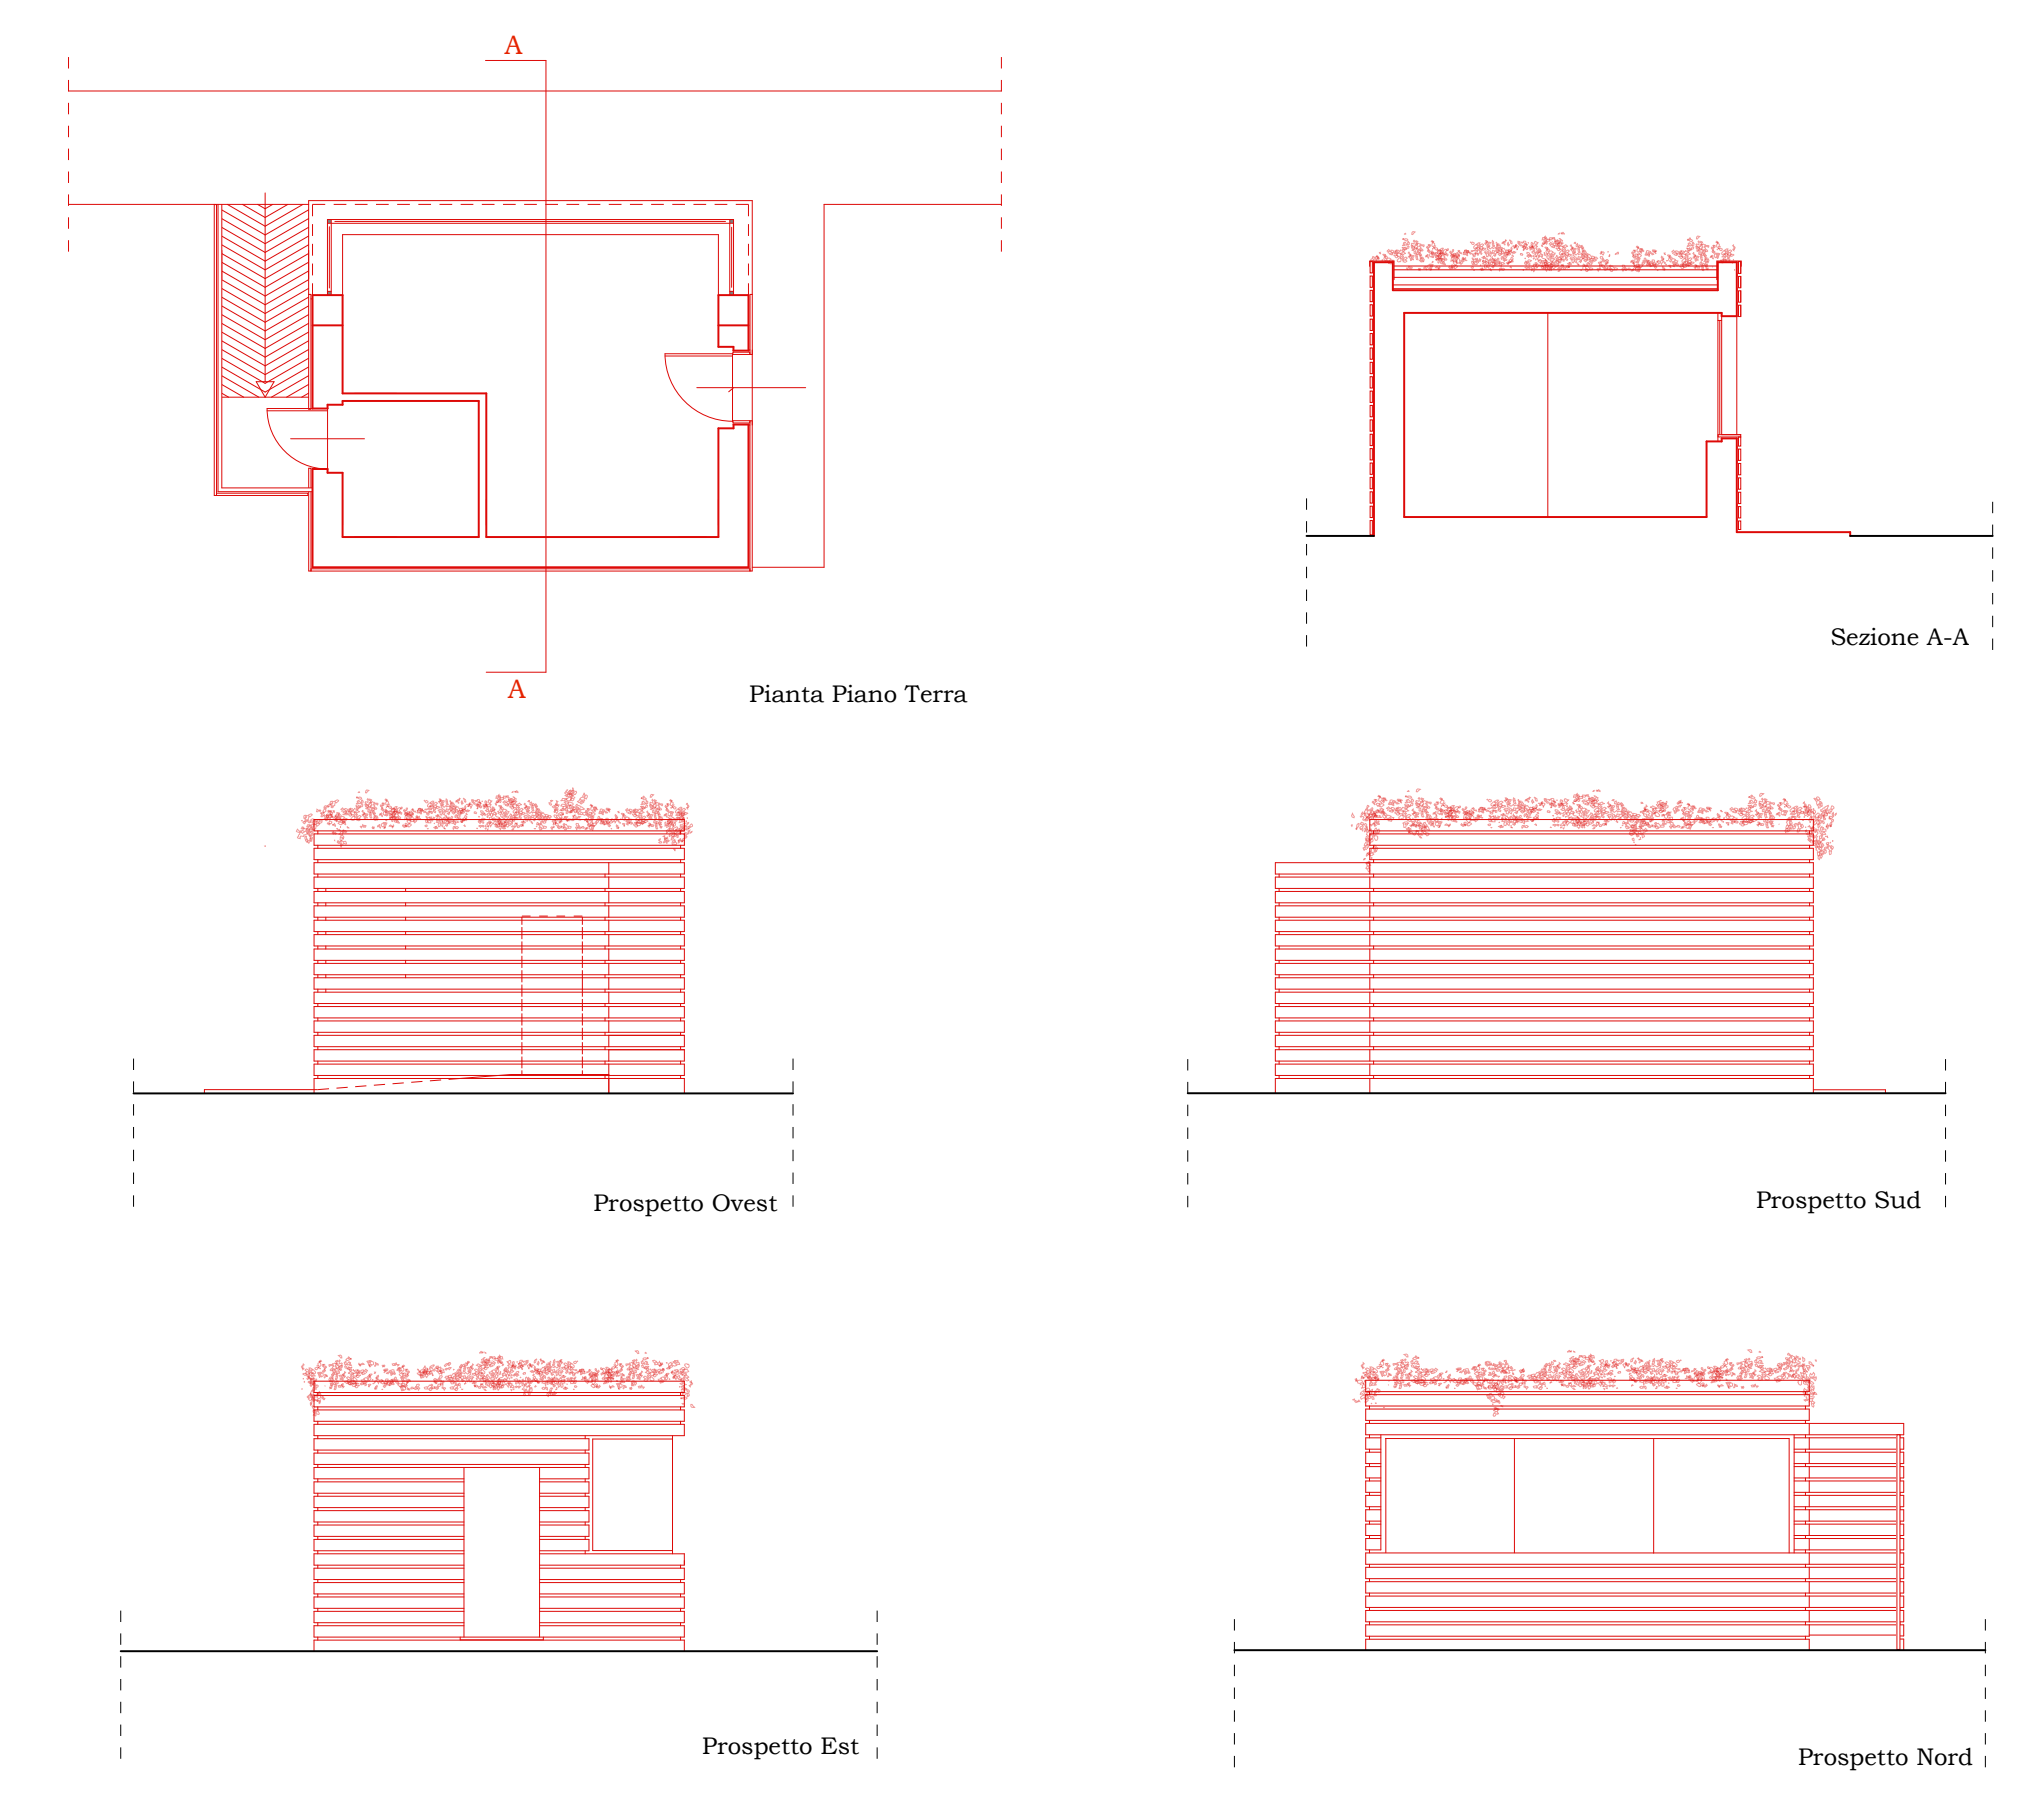 A
A
Pianta Piano Terra
Sezione A-A
Prospetto Ovest
Prospetto Sud
Prospetto Est
Prospetto Nord